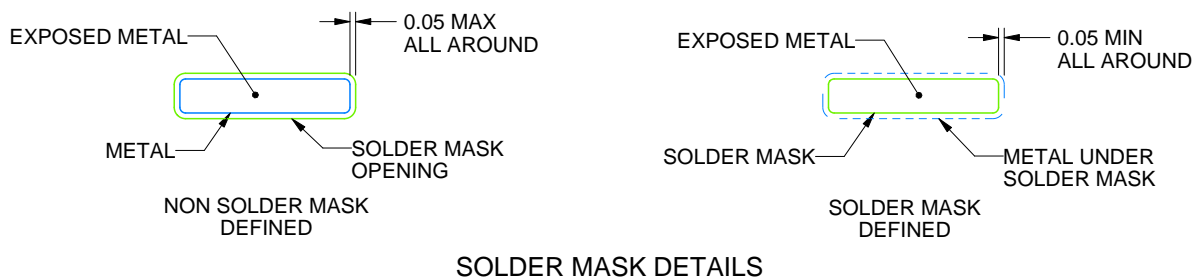 0.05 MAX
ALL AROUND
EXPOSED METAL
METAL
SOLDER MASK
OPENING
NON SOLDER MASK
DEFINED
0.05 MIN
ALL AROUND
EXPOSED METAL
SOLDER MASK
METAL UNDER
SOLDER MASK
SOLDER MASK
DEFINED
SOLDER MASK DETAILS